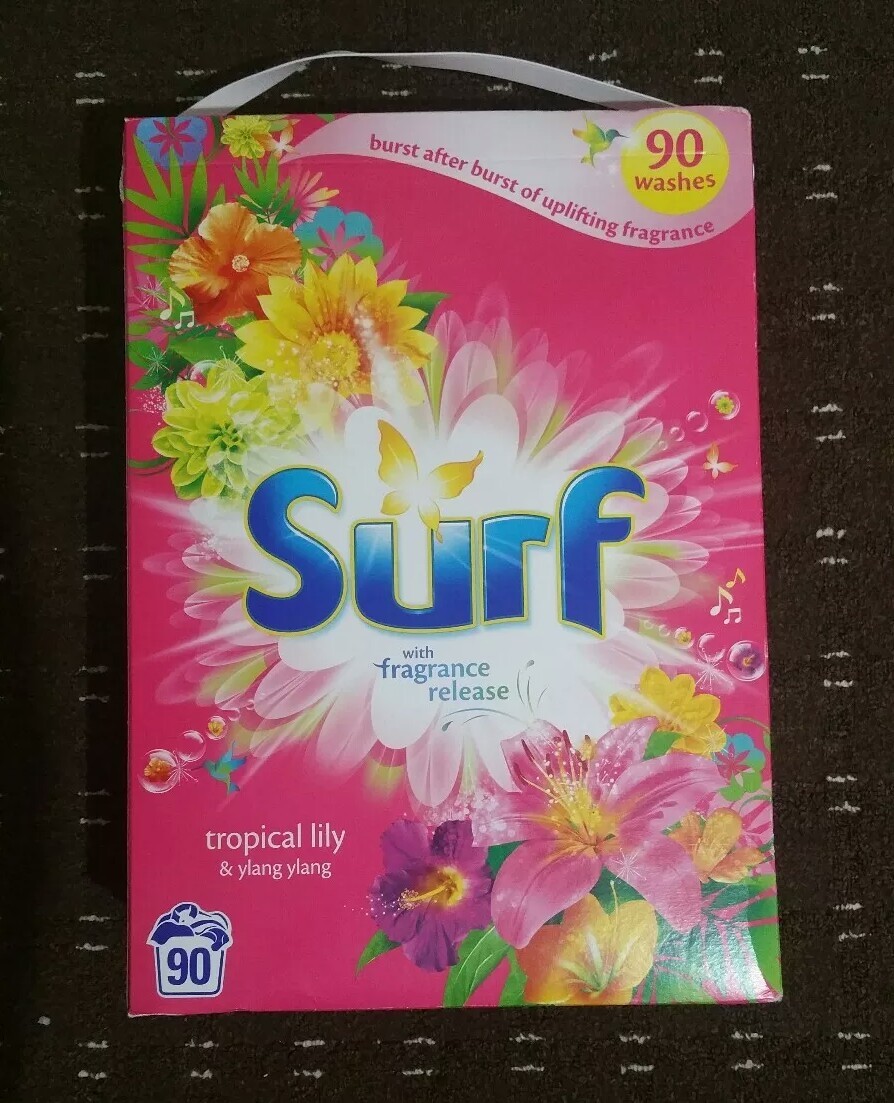 burst after burst of uplifting fragrance
90
washes
Surf
with
fragrance
release
tropical lily
& ylang ylang
90